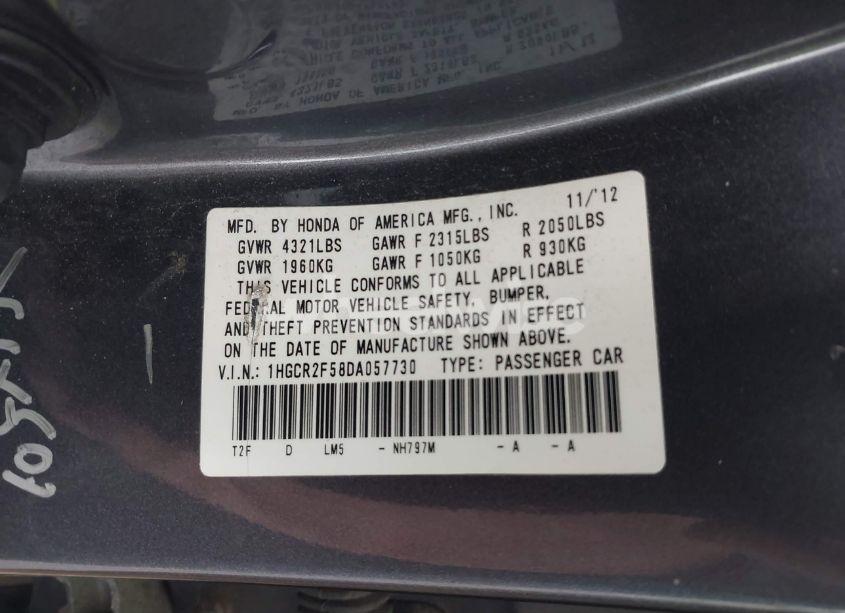 MFD. BY HONDA OF AMERICA MFG., INC. 11/'12
GVWR 4321LBS GAWR F 2315LBS R 2050LBS
GVWR 1960KG GAWR F 1050KG R 930KG
THIS VEHICLE CONFORMS TO ALL APPLICABLE
FEDERAL MOTOR VEHICLE SAFETY, BUMPER,
AND THEFT PREVENTION STANDARDS IN EFFECT
ON THE DATE OF MANUFACTURE SHOWN ABOVE.
V.I.N.: 1HGCR2F58DA057730 TYPE: PASSENGER CAR
T2F D LM5 - NH797M - A - A